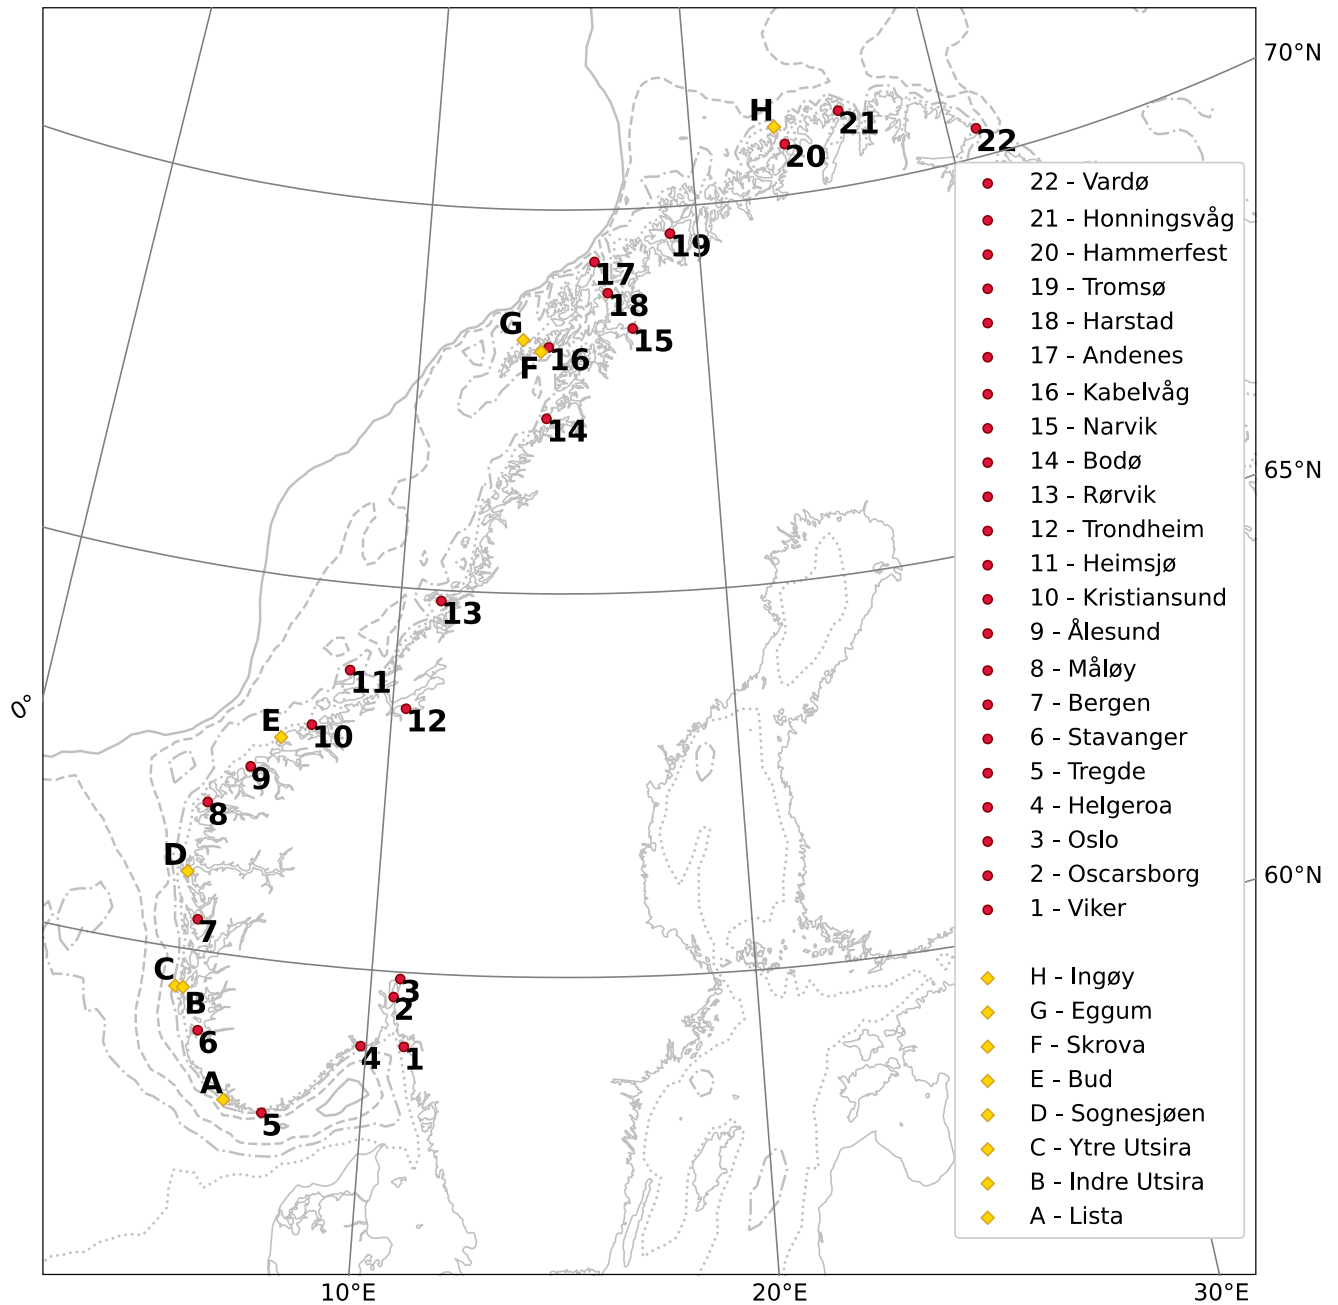 70°N
H
21
22
20
22 - Vardø
21 - Honningsvåg
20 - Hammerfest
19 - Tromsø
18 - Harstad
17 - Andenes
16 - Kabelvåg
15 - Narvik
14 - Bodø
13 - Rørvik
12 - Trondheim
11 - Heimsjø
10 - Kristiansund
9 - Ålesund
8 - Måløy
7 - Bergen
6 - Stavanger
5 - Tregde
4 - Helgeroa
3 - Oslo
2 - Oscarsborg
1 - Viker
H - Ingøy
G - Eggum
F - Skrova
E - Bud
D - Sognesjøen
C - Ytre Utsira
B - Indre Utsira
A - Lista
19
17
18
G
15
16
F
14
65°N
13
11
0°
12
E
10
9
8
D
60°N
7
C
3
B
2
6
4
1
A
5
10°E
20°E
30°E